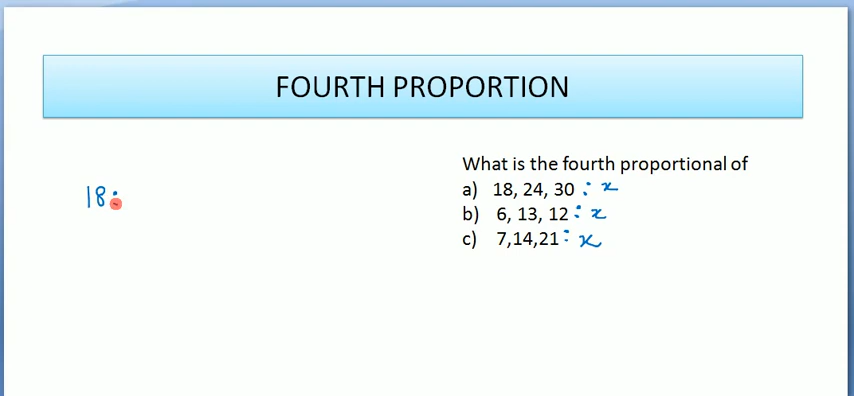 FOURTH PROPORTION
What is the fourth proportional of
a) 18, 24, 30 : x
b) 6, 13, 12 : x
c) 7,14,21 : x
18: